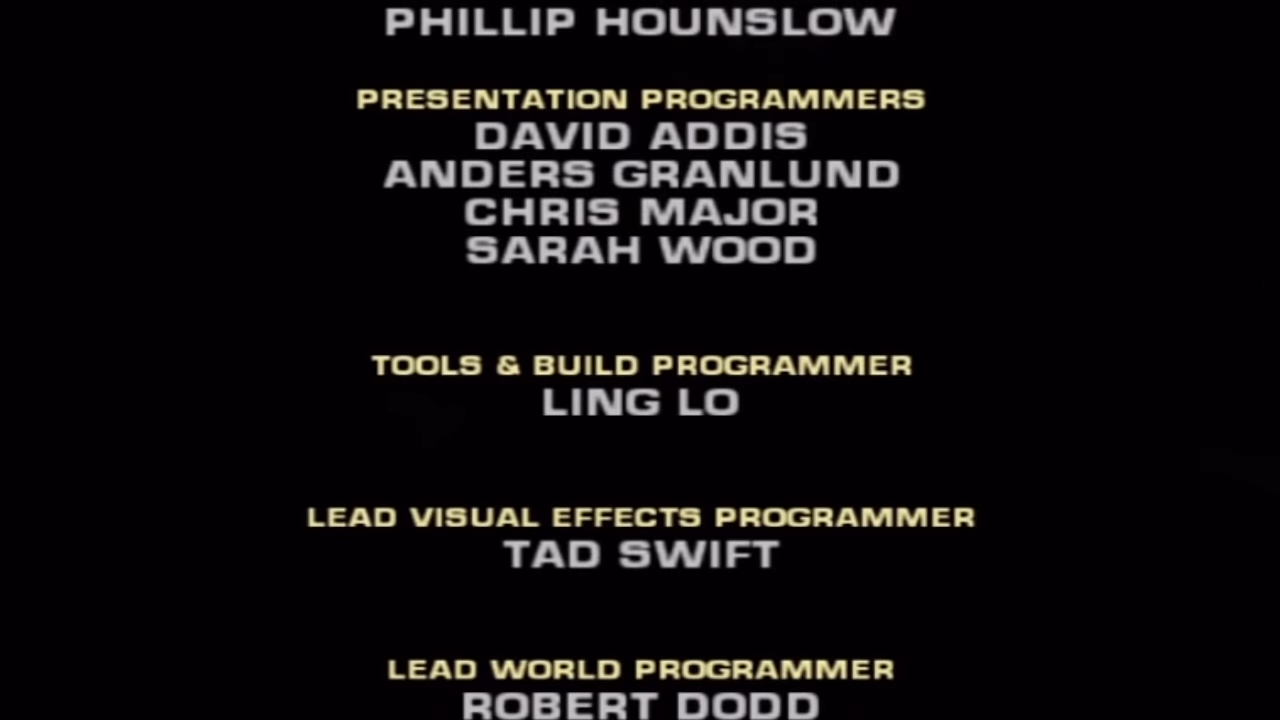 PHILLIP HOUNSLOW
PRESENTATION PROGRAMMERS
DAVID ADDIS
ANDERS GRANLUND
CHRIS MAJOR
SARAH WOOD
TOOLS & BUILD PROGRAMMER
LING LO
LEAD VISUAL EFFECTS PROGRAMMER
TAD SWIFT
LEAD WORLD PROGRAMMER
ROBERT DODD